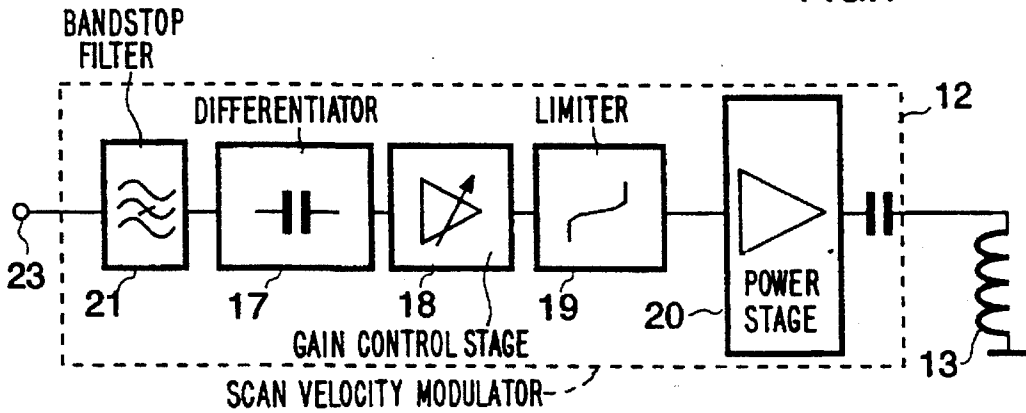 BANDSTOP
FILTER
DIFFERENTIATOR
LIMITER
12
23
21
17
18
19
20
POWER
STAGE
13
GAIN CONTROL STAGE
SCAN VELOCITY MODULATOR